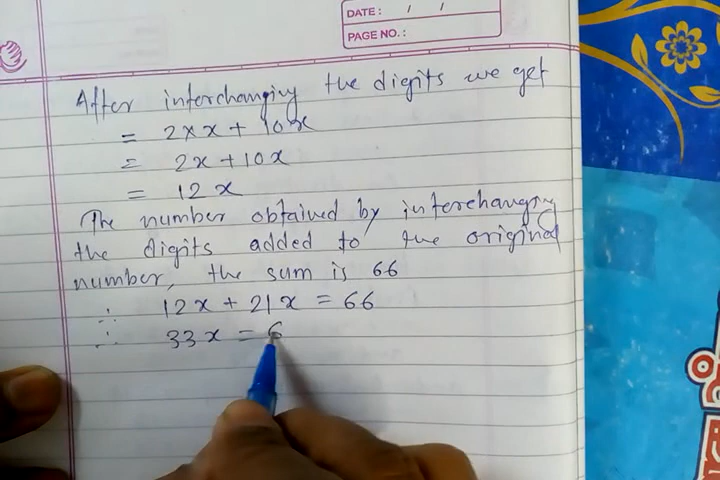 DATE: / /
PAGE NO.:
After interchanging the digits we get
= 2×x + 10x
= 2x+10x
= 12x
The number obtained by interchanging
the digits added to the original
number, the sum is 66
∴ 12x + 21x = 66
∴ 33x = 6